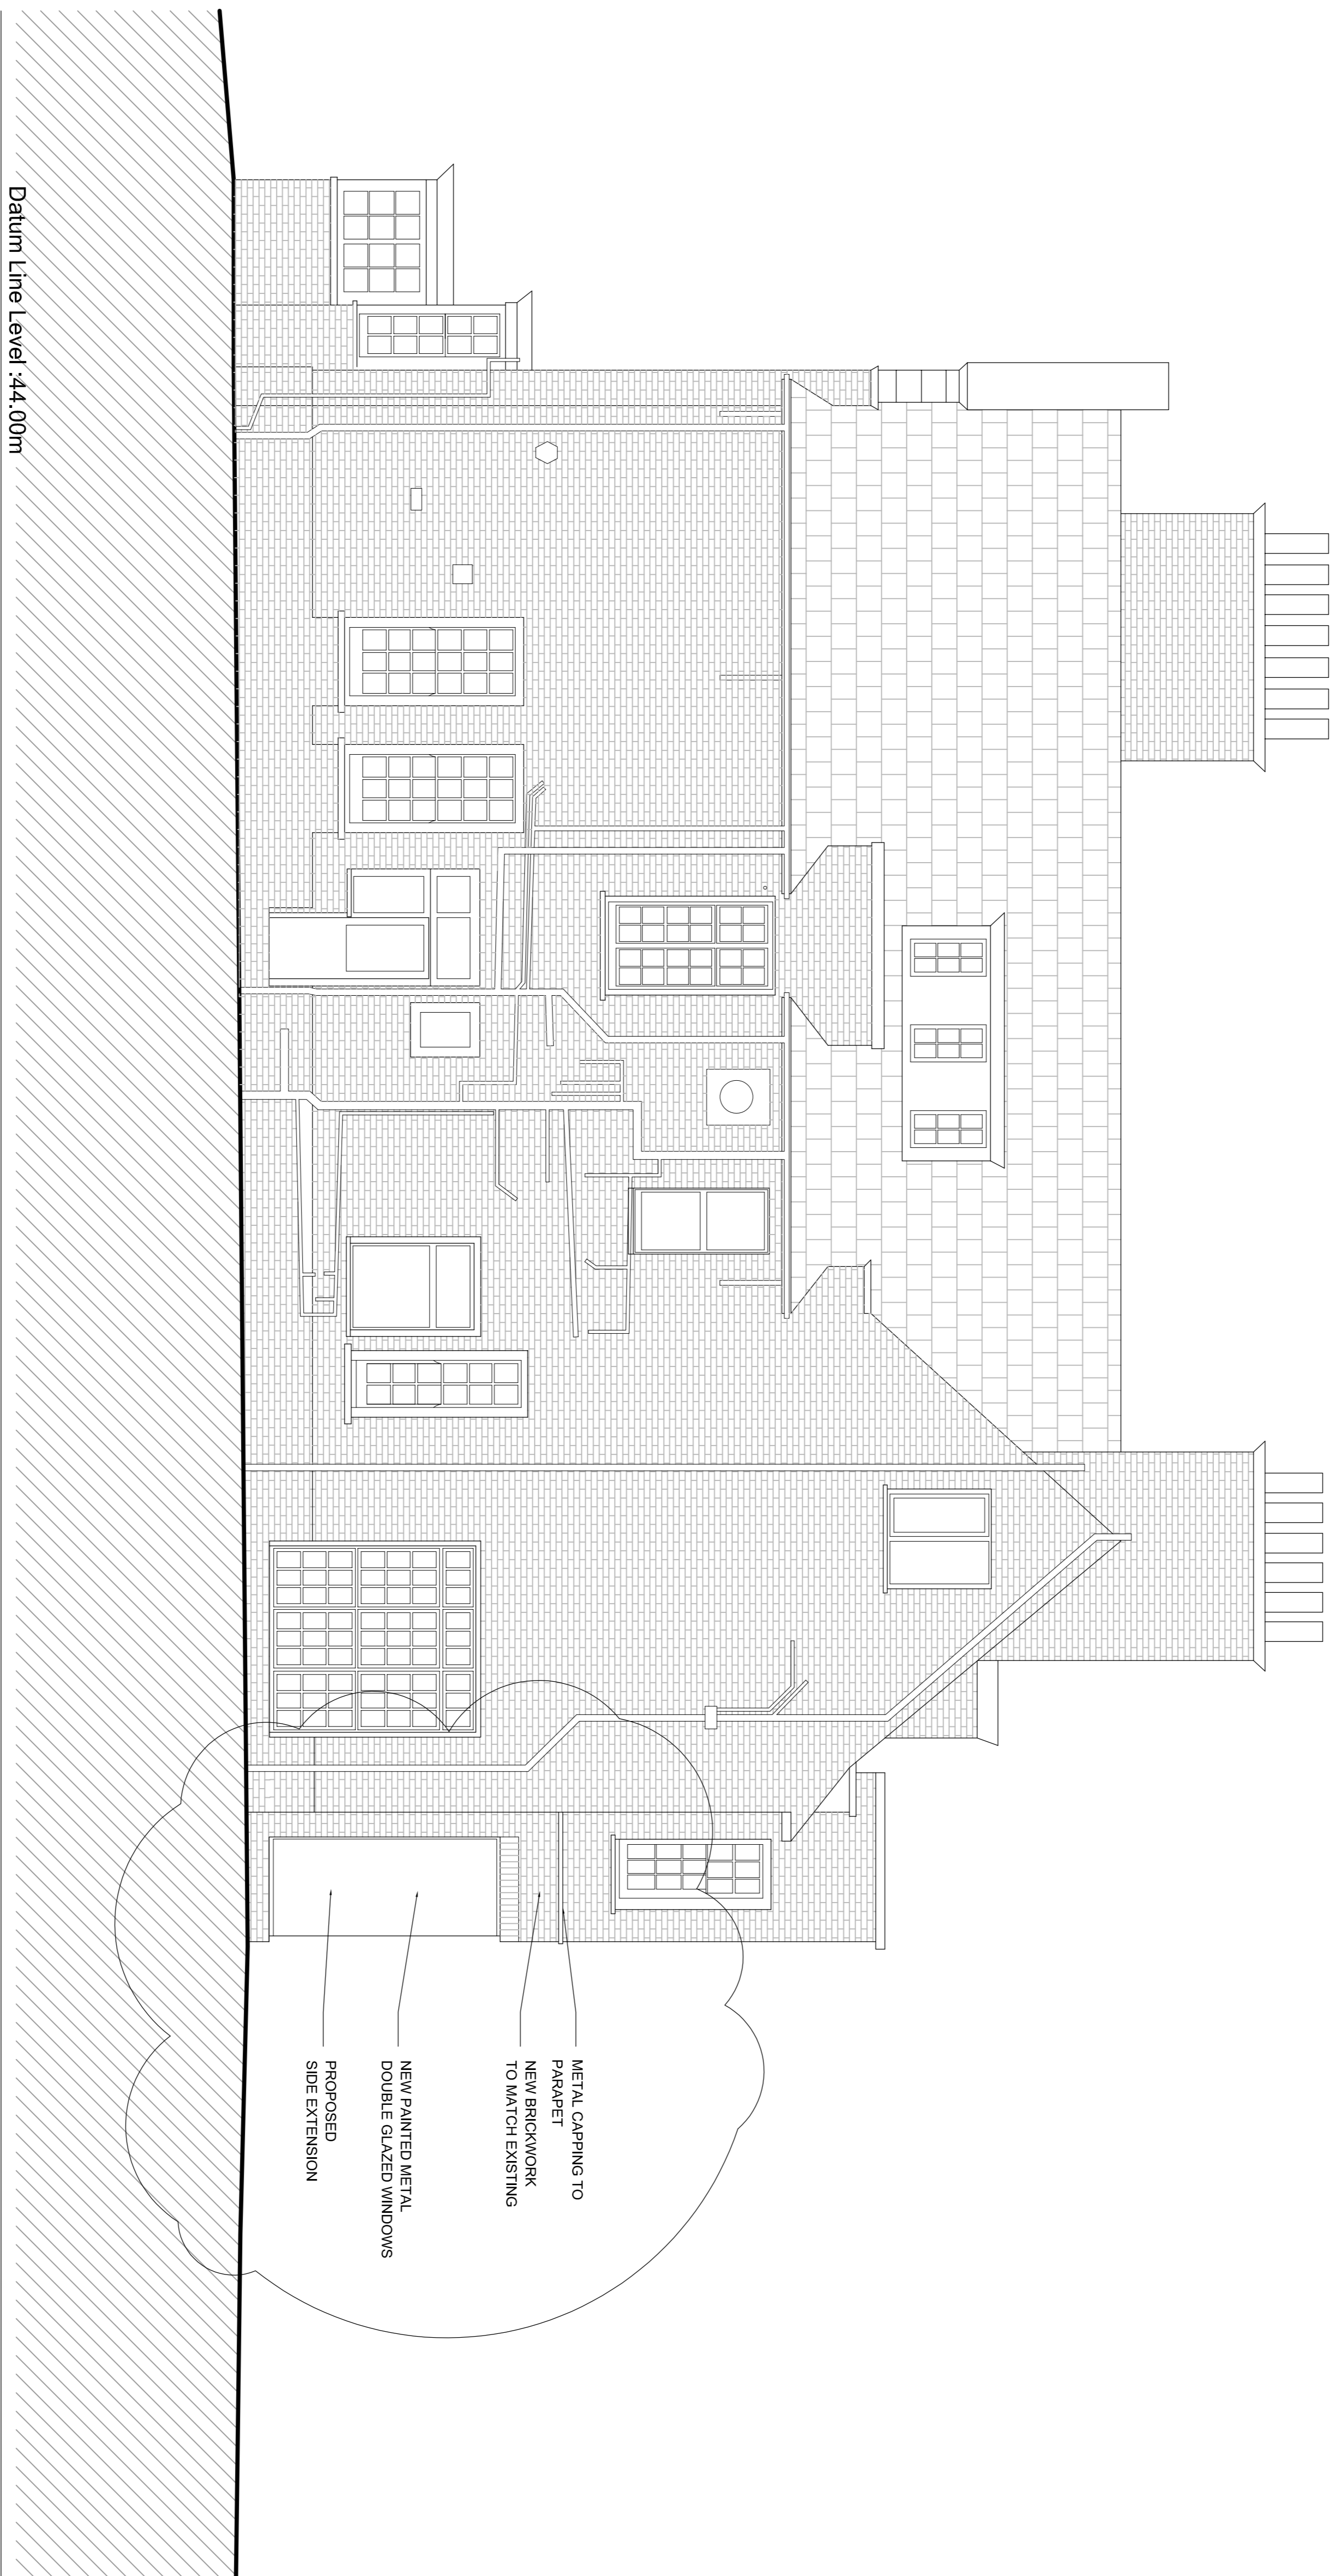 METAL CAPPING TO
PARAPET
NEW BRICKWORK
TO MATCH EXISTING
NEW PAINTED METAL
DOUBLE GLAZED WINDOWS
PROPOSED
SIDE EXTENSION
Datum Line Level :44.00m